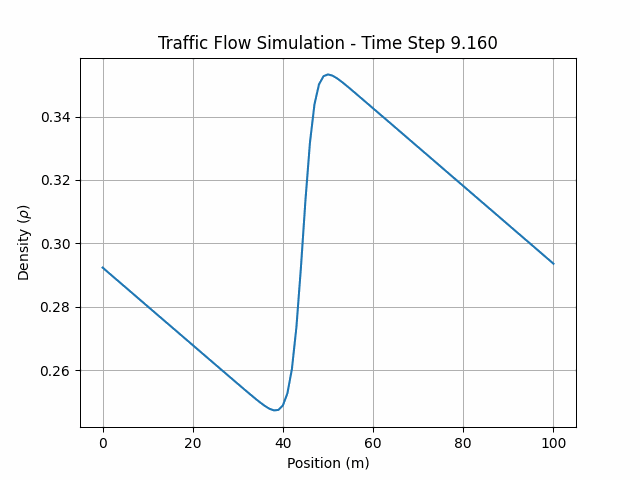 Traffic Flow Simulation - Time Step 9.160
Density (ρ)
0.34
0.32
0.30
0.28
0.26
0 20 40 60 80 100
Position (m)